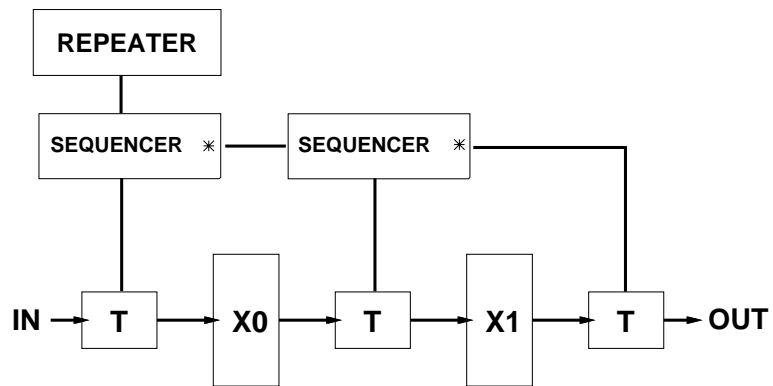 REPEATER
SEQUENCER *
SEQUENCER *
IN
T
X0
T
X1
T
OUT